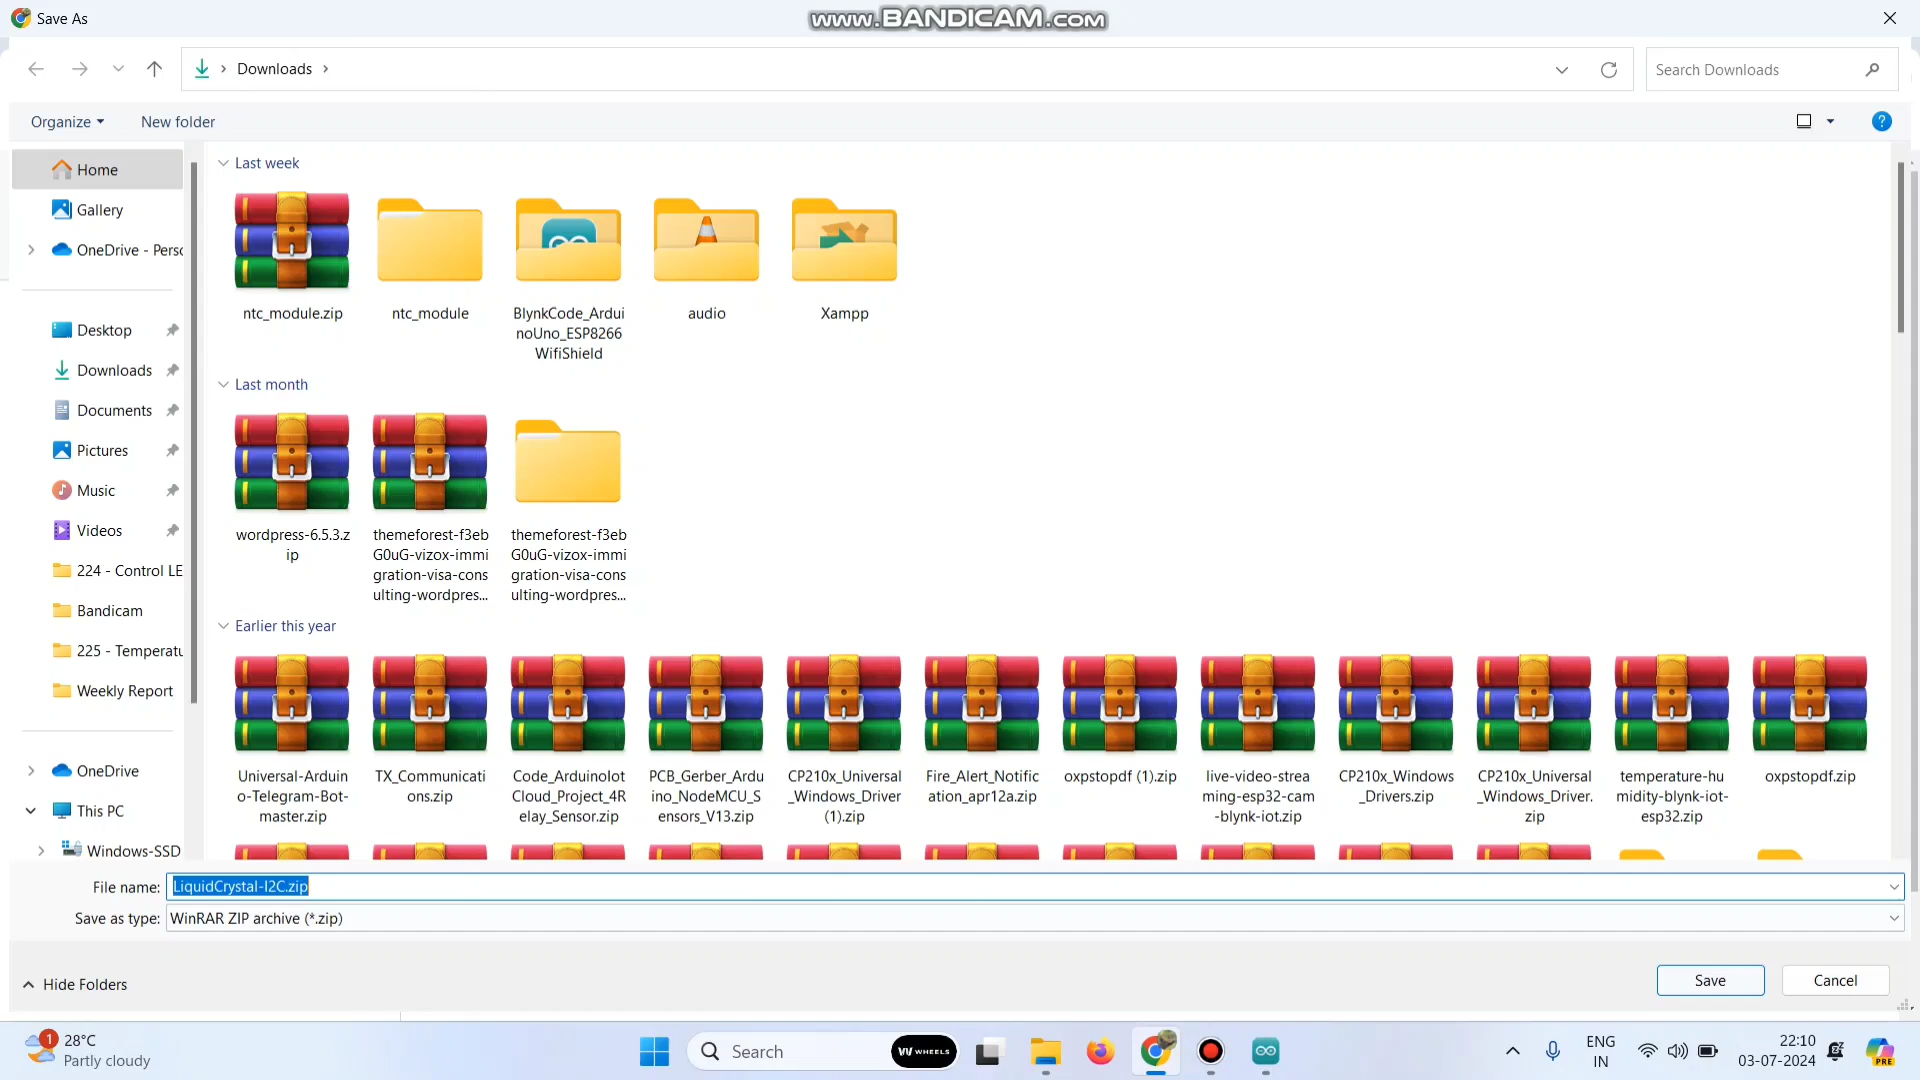 Save As
www.BANDICAM.com
Downloads
Search Downloads
Organize
New folder
?
Home
Gallery
OneDrive - Persc
Desktop
Downloads
Documents
Pictures
Music
Videos
224 - Control LE
Bandicam
225 - Temperatu
Weekly Report
OneDrive
This PC
Windows-SSD
Last week
ntc_module.zip
ntc_module
BlynkCode_Ardui
noUno_ESP8266
WifiShield
audio
Xampp
Last month
wordpress-6.5.3.z
ip
themeforest-f3eb
G0uG-vizox-immi
gration-visa-cons
ulting-wordpres...
themeforest-f3eb
G0uG-vizox-immi
gration-visa-cons
ulting-wordpres...
Earlier this year
Universal-Arduin
o-Telegram-Bot-
master.zip
TX_Communicati
ons.zip
Code_ArduinoIot
Cloud_Project_4R
elay_Sensor.zip
PCB_Gerber_Ardu
ino_NodeMCU_S
ensors_V13.zip
CP210x_Universal
_Windows_Driver
(1).zip
Fire_Alert_Notific
ation_apr12a.zip
oxpstopdf (1).zip
live-video-strea
ming-esp32-cam
-blynk-iot.zip
CP210x_Windows
_Drivers.zip
CP210x_Universal
_Windows_Driver.
zip
temperature-hu
midity-blynk-iot-
esp32.zip
oxpstopdf.zip
File name: LiquidCrystal-I2C.zip
Save as type: WinRAR ZIP archive (*.zip)
Hide Folders
Save
Cancel
1
28°C
Partly cloudy
Search
WHEELS
ENG
IN
22:10
03-07-2024
PRE